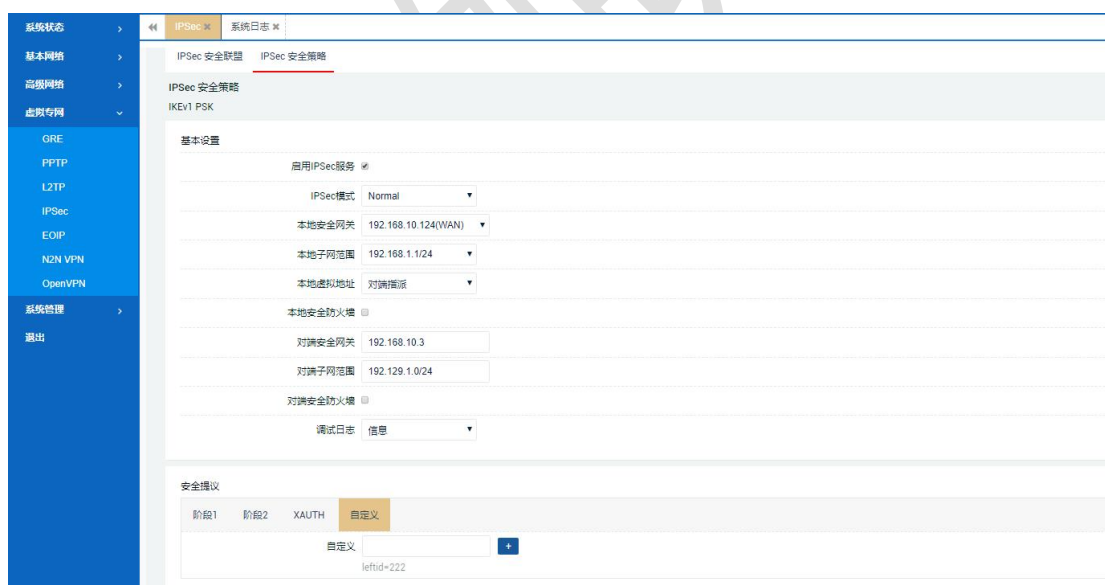 系统状态
IPSec 系统日志
基本网络
IPSec 安全联盟 IPSec 安全策略
高级网络
IPSec 安全策略
虚拟专网
IKEv1 PSK
GRE
基本设置
PPTP
启用IPSec服务
L2TP
IPSec模式 Normal
IPSec
本地安全网关 192.168.10.124(WAN)
EOIP
本地子网范围 192.168.1.1/24
N2N VPN
OpenVPN
本地虚拟地址 对端指派
系统管理
本地安全防火墙
退出
对端安全网关 192.168.10.3
对端子网范围 192.129.1.0/24
对端安全防火墙
调试日志 信息
安全提议
阶段1 阶段2 XAUTH 自定义
自定义 +
leftid=222